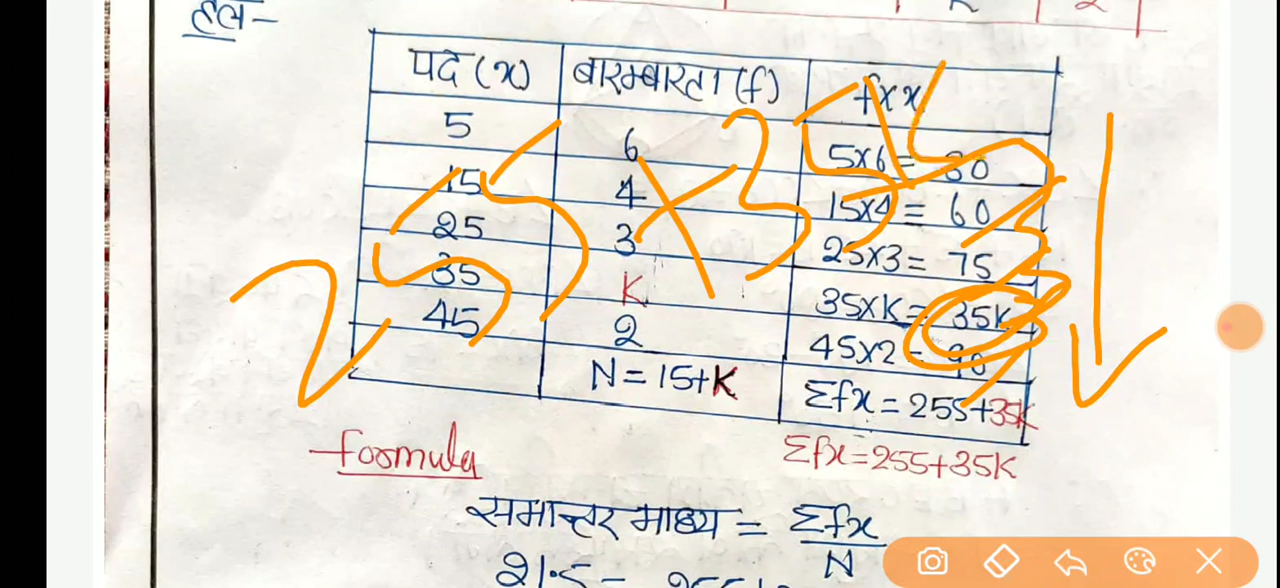 हल-
पद (x) बारम्बारता (f) f×x
5 6 5×6 = 30
15 4 15×4 = 60
25 3 25×3 = 75
35 K 35×K = 35K
45 2 45×2 = 90
N = 15+K Σfx = 255+35K
Formula Σfx = 255+35K
समान्तर माध्य = Σfx
N
21.5 =